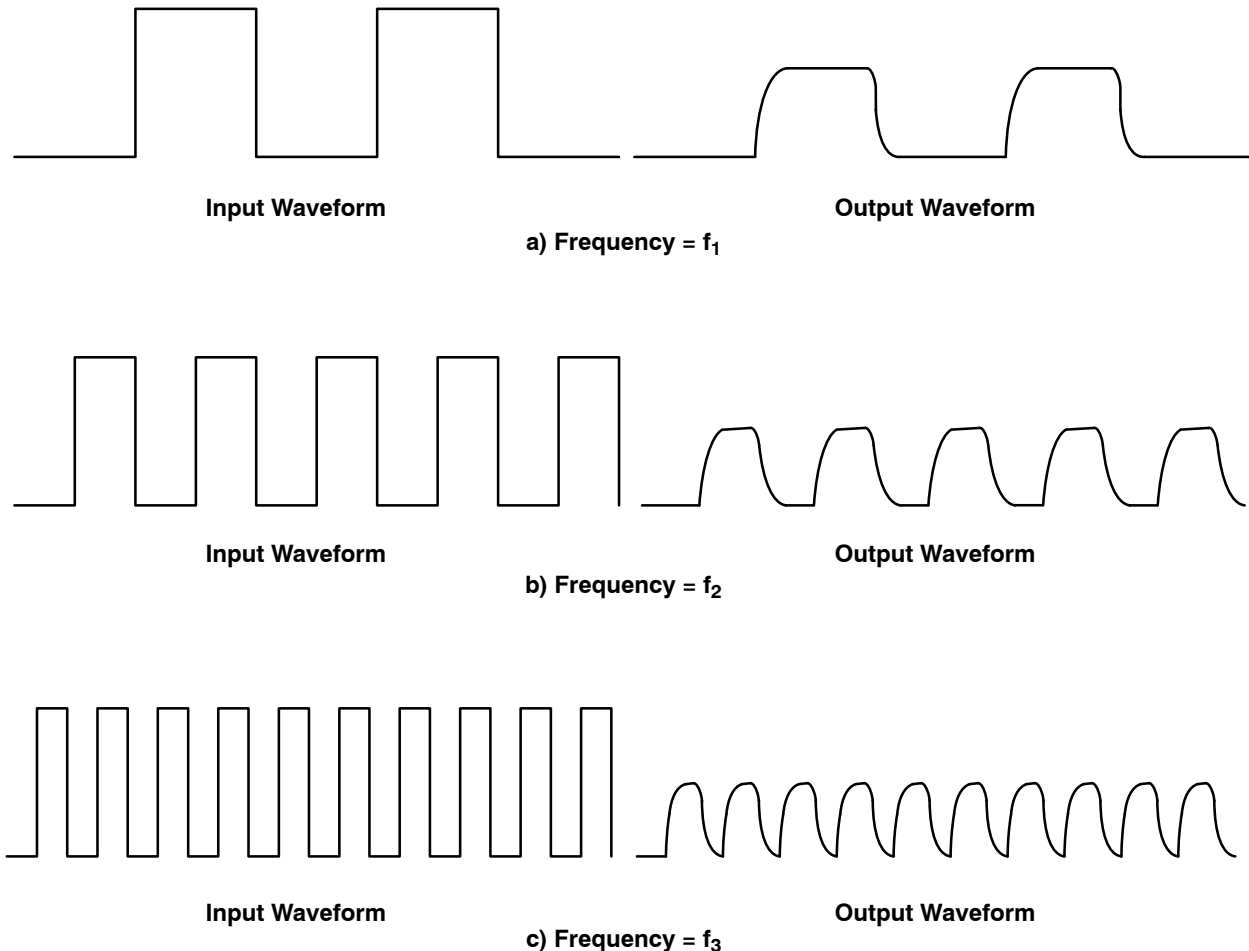 Input Waveform
Output Waveform
a) Frequency = f1
Input Waveform
Output Waveform
b) Frequency = f2
Input Waveform
Output Waveform
c) Frequency = f3